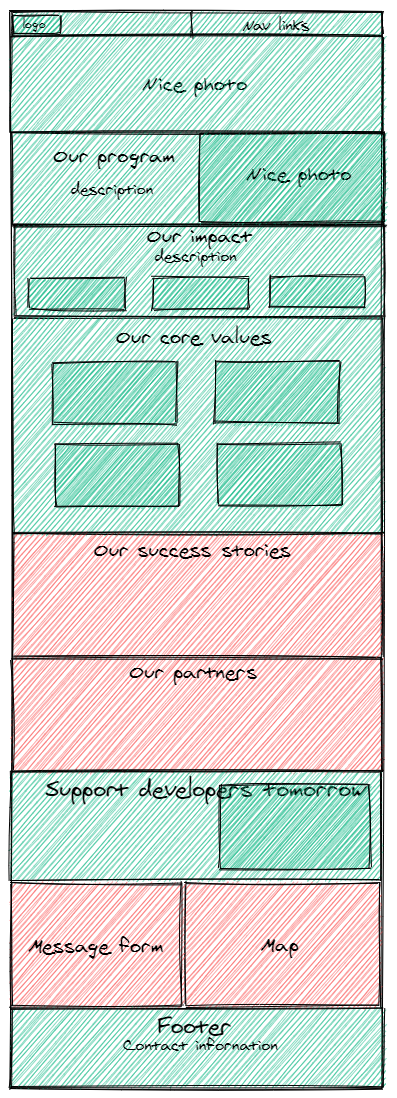 logo
Nav links
Nice photo
Our program
description
Nice photo
Our impact
description
Our core values
Our success stories
Our partners
Support developers tomorrow
Message form
Map
Footer
Contact information